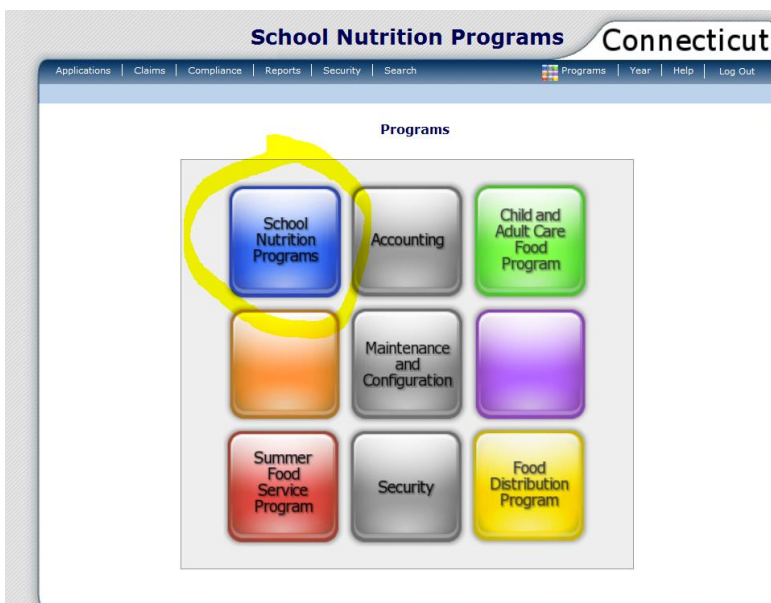 School Nutrition Programs
Connecticut
Applications | Claims | Compliance | Reports | Security | Search
Programs | Year | Help | Log Out
Programs
School
Nutrition
Programs
Accounting
Child and
Adult Care
Food
Program
Maintenance
and
Configuration
Summer
Food
Service
Program
Security
Food
Distribution
Program